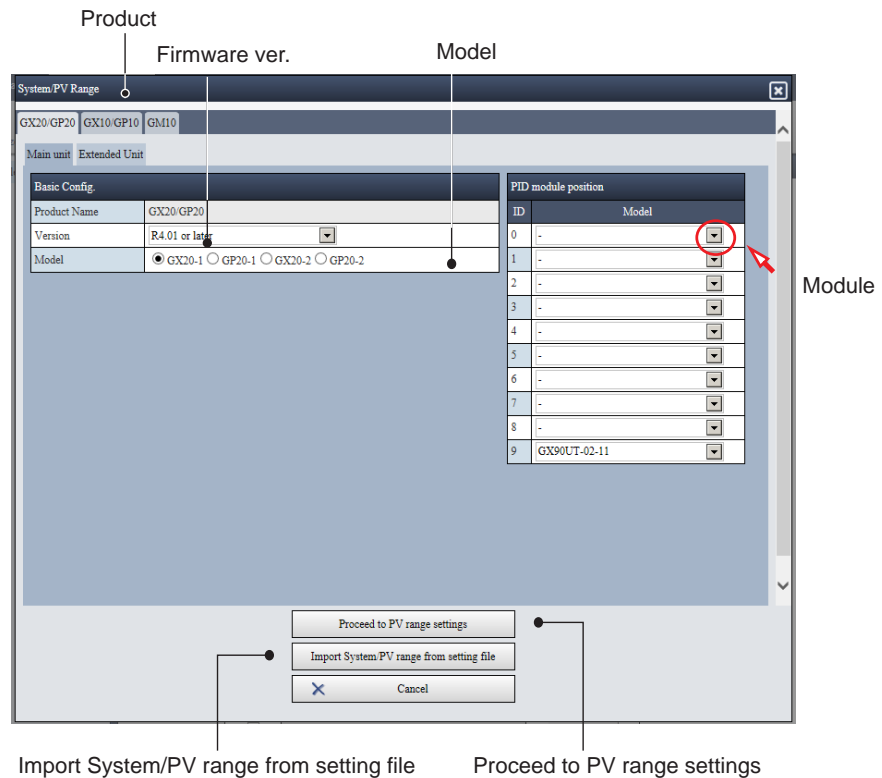 Product
Firmware ver.
Model
System/PV Range
GX20/GP20 GX10/GP10 GM10
Main unit Extended Unit
Basic Config.
Product Name GX20/GP20
Version R4.01 or later
Model GX20-1 GP20-1 GX20-2 GP20-2
PID module position
ID Model
0 -
1 -
2 -
3 -
4 -
5 -
6 -
7 -
8 -
9 GX90UT-02-11
Module
Proceed to PV range settings
Import System/PV range from setting file
Cancel
Import System/PV range from setting file
Proceed to PV range settings